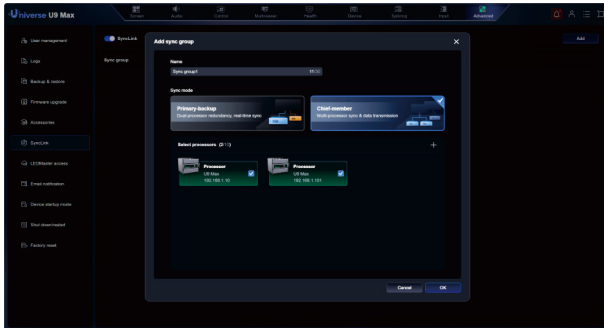 Universe U9 Max
Screen
Audio
Control
Multiviewer
Health
Device
Splicing
Input
Advanced
User management
Logs
Backup & restore
Firmware upgrade
Accessories
SyncLink
LEDMaster access
Email notification
Device startup mode
Factory reset
SyncLink
Add
Sync group
Add sync group
Name
Sync group1
Sync mode
Primary-backup
Dual-processor redundancy, real-time sync
Chief-member
Multi-processor sync & data transmission
Select processors
Processor
U9 Max
192.168.1.10
Processor
U9 Max
192.168.1.101
Cancel
OK